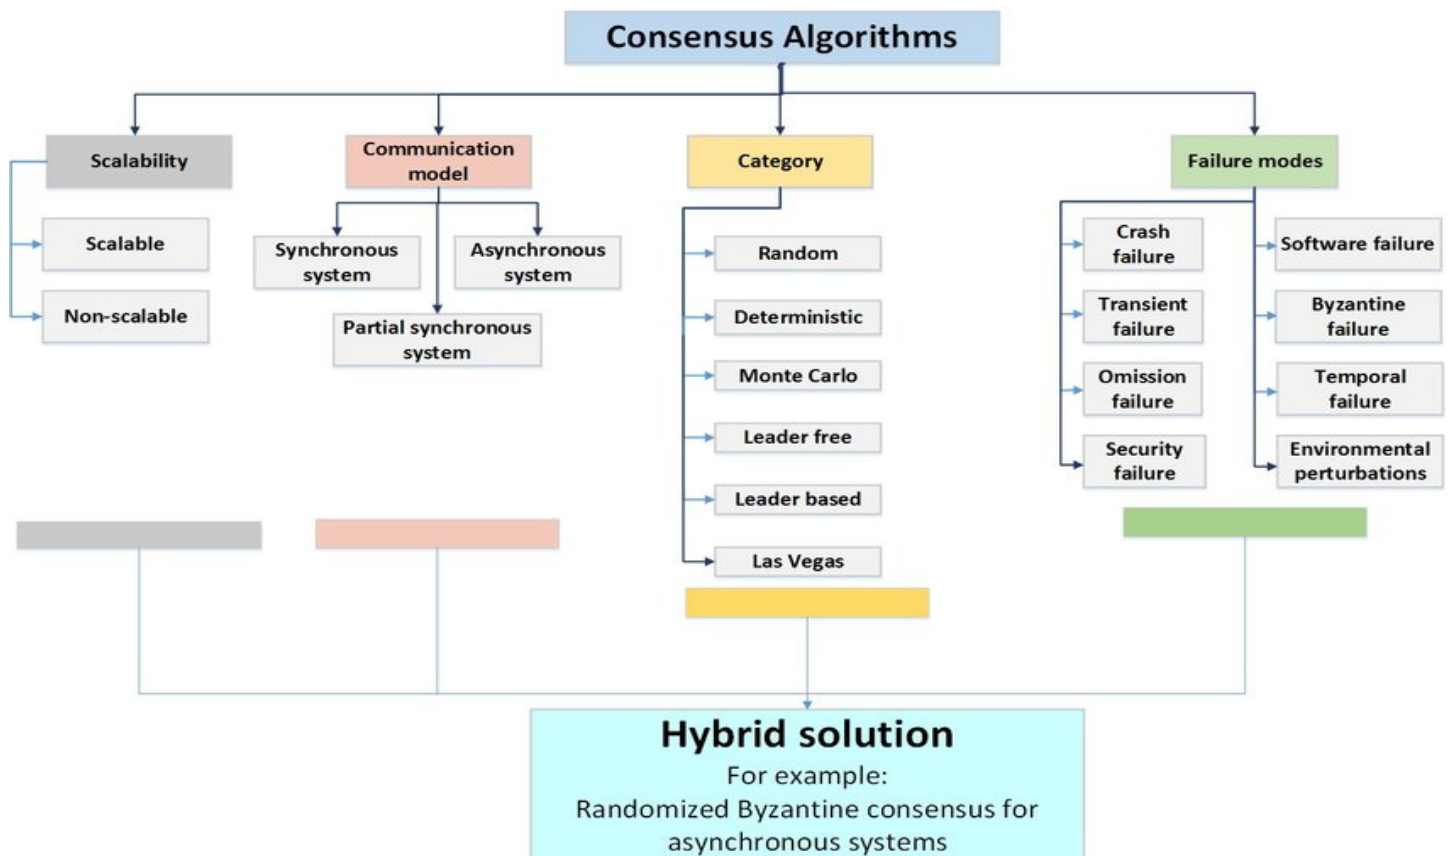 Consensus Algorithms
Scalability
Scalable
Non-scalable
Communication
model
Synchronous
system
Asynchronous
system
Partial synchronous
system
Category
Random
Deterministic
Monte Carlo
Leader free
Leader based
Las Vegas
Failure modes
Crash
failure
Transient
failure
Omission
failure
Security
failure
Software failure
Byzantine
failure
Temporal
failure
Environmental
perturbations
Hybrid solution
For example:
Randomized Byzantine consensus for
asynchronous systems